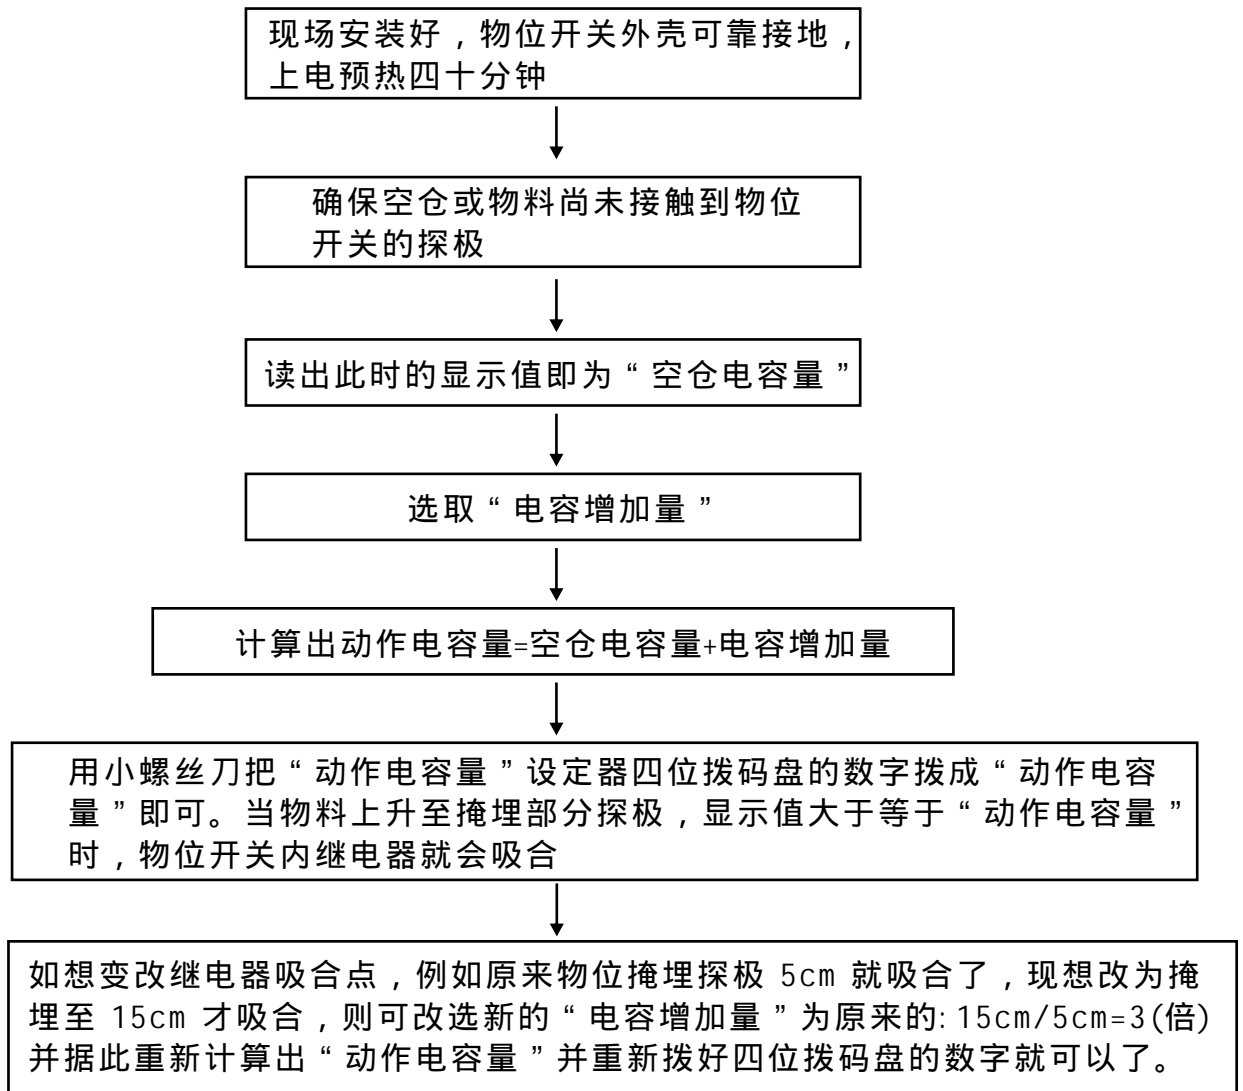 现场安装好，物位开关外壳可靠接地，
上电预热四十分钟
确保空仓或物料尚未接触到物位
开关的探极
读出此时的显示值即为“空仓电容量”
选取“电容增加量”
计算出动作电容量=空仓电容量+电容增加量
用小螺丝刀把“动作电容量”设定器四位拨码盘的数字拨成“动作电容
量”即可。当物料上升至掩埋部分探极，显示值大于等于“动作电容量”
时，物位开关内继电器就会吸合
如想变改继电器吸合点，例如原来物位掩埋探极 5cm 就吸合了，现想改为掩
埋至 15cm 才吸合，则可改选新的“电容增加量”为原来的: 15cm/5cm=3(倍)
并据此重新计算出“动作电容量”并重新拨好四位拨码盘的数字就可以了。